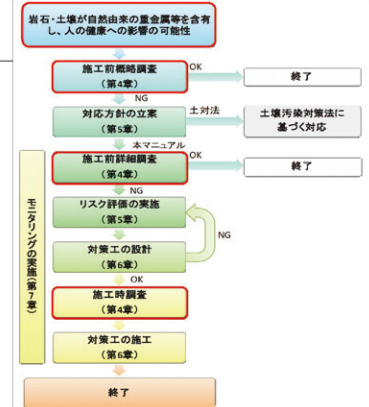 岩石・土壌が自然由来の重金属等を含有
し、人の健康への影響の可能性
施工前概略調査
（第4章）
OK
終了
NG
対応方針の立案
（第5章）
土対法
土壌汚染対策法に
基づく対応
本マニュアル
施工前詳細調査
（第4章）
OK
終了
NG
リスク評価の実施
（第5章）
NG
対策工の設計
（第6章）
OK
施工時調査
（第4章）
対策工の施工
（第6章）
モニタリングの実施（第7章）
終了